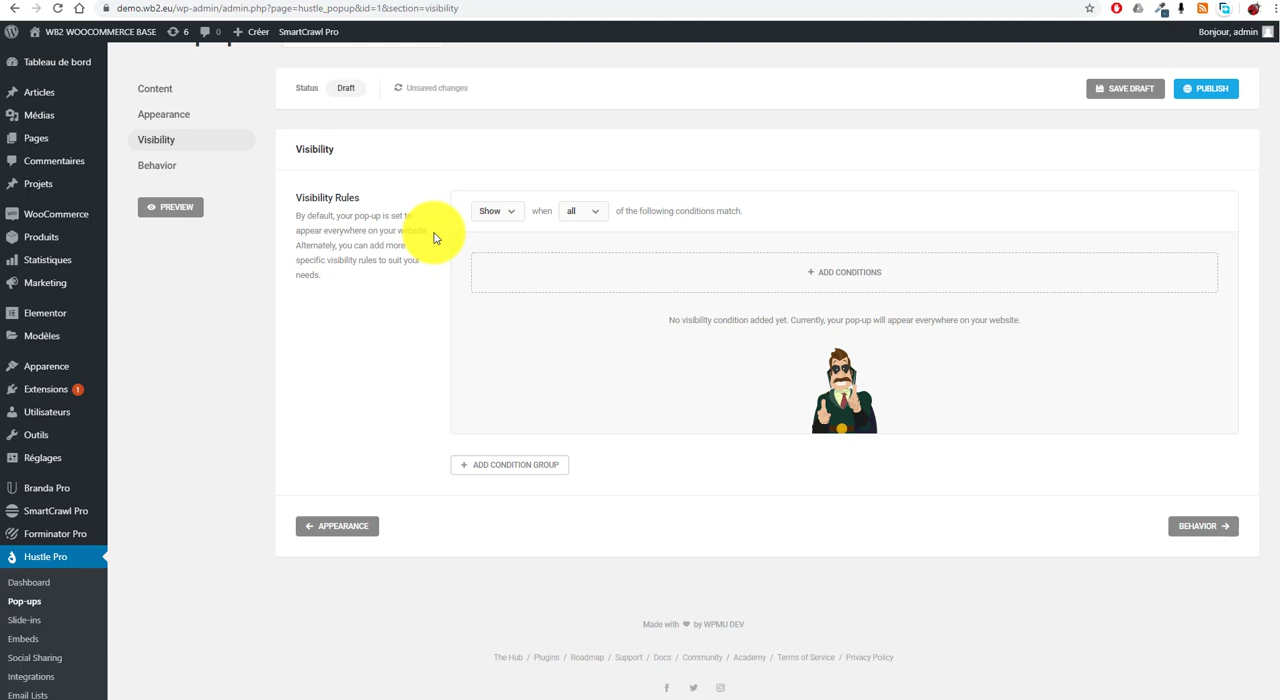 demo.wb2.eu/wp-admin/admin.php?page=hustle_popup&id=1&section=visibility
WB2 WOOCOMMERCE BASE
6
0
Créer
SmartCrawl Pro
Bonjour, admin
Tableau de bord
Articles
Médias
Pages
Commentaires
Projets
WooCommerce
Produits
Statistiques
Marketing
Elementor
Modèles
Apparence
Extensions 1
Utilisateurs
Outils
Réglages
Branda Pro
SmartCrawl Pro
Forminator Pro
Hustle Pro
Dashboard
Pop-ups
Slide-ins
Embeds
Social Sharing
Integrations
Email Lists
Content
Appearance
Visibility
Behavior
PREVIEW
Status Draft Unsaved changes
SAVE DRAFT
PUBLISH
Visibility
Visibility Rules
By default, your pop-up is set to
appear everywhere on your website.
Alternately, you can add more
specific visibility rules to suit your
needs.
Show when all of the following conditions match.
+ ADD CONDITIONS
No visibility condition added yet. Currently, your pop-up will appear everywhere on your website.
+ ADD CONDITION GROUP
APPEARANCE
BEHAVIOR
Made with ♥ by WPMU DEV
The Hub / Plugins / Roadmap / Support / Docs / Community / Academy / Terms of Service / Privacy Policy